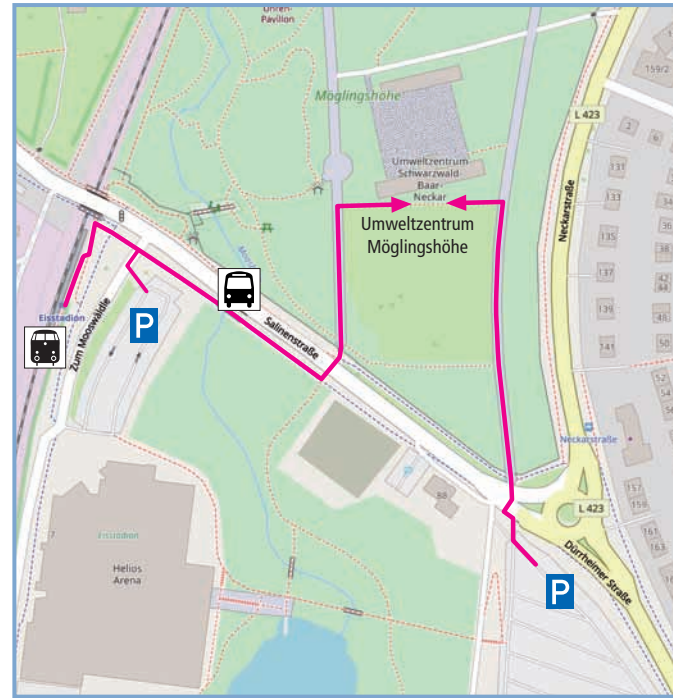 Uhren-
Pavillon
Möglingshöhe
159/2
L 423
2
6
131
Umweltzentrum
Schwarzwald
Baar-
Neckar
133
34
135
36
38
Umweltzentrum
Möglingshöhe
Neckarstraße
137
42
44
Eisstadion
139
48
141
50
P
Zum Mooswäldle
Salinenstraße
52
54
56
Neckarstraße
88
157
159
L 423
161
163
Eisstadion
7
Helios
Arena
P
Dürrheimer Straße